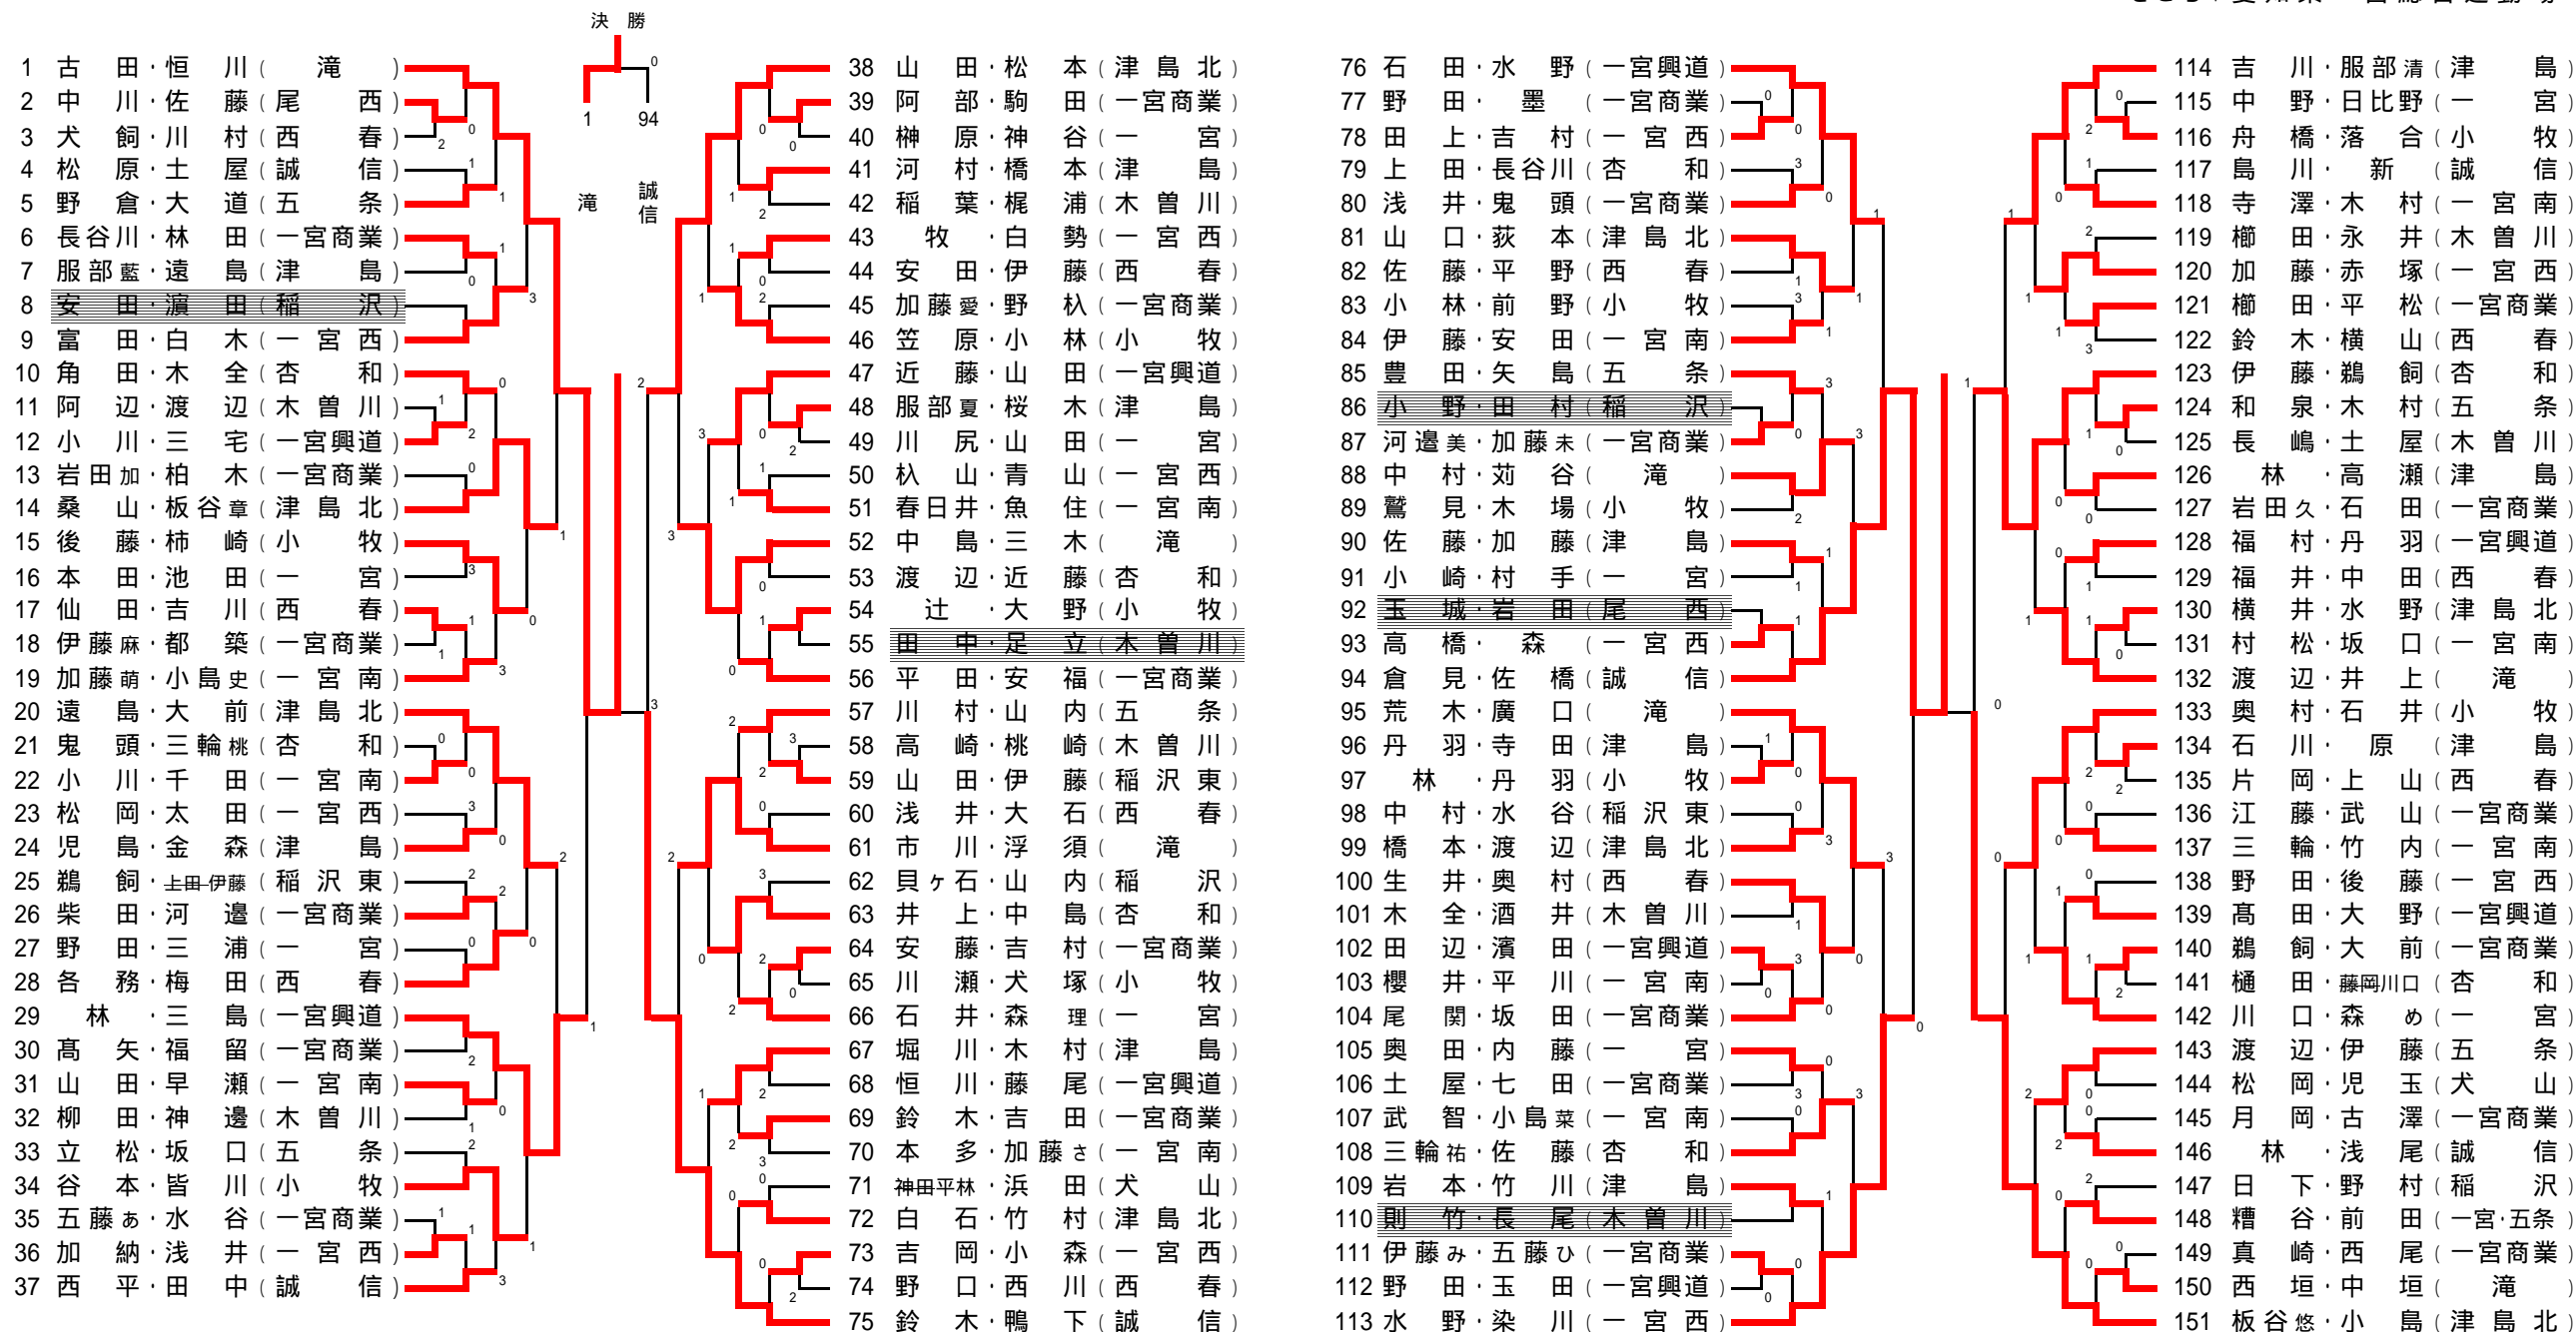 決勝
0
1 94
滝 誠信
1 古田・恒川(滝)
2 中川・佐藤(尾西)
3 犬飼・川村(西春)
4 松原・土屋(誠信)
5 野倉・大道(五条)
6 長谷川・林田(一宮商業)
7 服部藍・遠島(津島)
8 安田・濵田(稲沢)
9 富田・白木(一宮西)
10 角田・木全(杏和)
11 阿辺・渡辺(木曽川)
12 小川・三宅(一宮興道)
13 岩田加・柏木(一宮商業)
14 桑山・板谷章(津島北)
15 後藤・柿崎(小牧)
16 本田・池田(一宮)
17 仙田・吉川(西春)
18 伊藤麻・都築(一宮商業)
19 加藤萌・小島史(一宮南)
20 遠島・大前(津島北)
21 鬼頭・三輪桃(杏和)
22 小川・千田(一宮南)
23 松岡・太田(一宮西)
24 児島・金森(津島)
25 鵜飼・上田伊藤(稲沢東)
26 柴田・河邉(一宮商業)
27 野田・三浦(一宮)
28 各務・梅田(西春)
29 林・三島(一宮興道)
30 髙矢・福留(一宮商業)
31 山田・早瀬(一宮南)
32 柳田・神邊(木曽川)
33 立松・坂口(五条)
34 谷本・皆川(小牧)
35 五藤ぁ・水谷(一宮商業)
36 加納・浅井(一宮西)
37 西平・田中(誠信)
38 山田・松本(津島北)
39 阿部・駒田(一宮商業)
40 榊原・神谷(一宮)
41 河村・橋本(津島)
42 稲葉・梶浦(木曽川)
43 牧・白勢(一宮西)
44 安田・伊藤(西春)
45 加藤愛・野杁(一宮商業)
46 笠原・小林(小牧)
47 近藤・山田(一宮興道)
48 服部夏・桜木(津島)
49 川尻・山田(一宮)
50 杁山・青山(一宮西)
51 春日井・魚住(一宮南)
52 中島・三木(滝)
53 渡辺・近藤(杏和)
54 辻・大野(小牧)
55 田中・足立(木曽川)
56 平田・安福(一宮商業)
57 川村・山内(五条)
58 高崎・桃崎(木曽川)
59 山田・伊藤(稲沢東)
60 浅井・大石(西春)
61 市川・浮須(滝)
62 貝ヶ石・山内(稲沢)
63 井上・中島(杏和)
64 安藤・吉村(一宮商業)
65 川瀬・犬塚(小牧)
66 石井・森理(一宮)
67 堀川・木村(津島)
68 恒川・藤尾(一宮興道)
69 鈴木・吉田(一宮商業)
70 本多・加藤さ(一宮南)
71 神田平林・浜田(犬山)
72 白石・竹村(津島北)
73 吉岡・小森(一宮西)
74 野口・西川(西春)
75 鈴木・鴨下(誠信)
76 石田・水野(一宮興道)
77 野田・墨(一宮商業)
78 田上・吉村(一宮西)
79 上田・長谷川(杏和)
80 浅井・鬼頭(一宮商業)
81 山口・荻本(津島北)
82 佐藤・平野(西春)
83 小林・前野(小牧)
84 伊藤・安田(一宮南)
85 豊田・矢島(五条)
86 小野・田村(稲沢)
87 河邉美・加藤未(一宮商業)
88 中村・苅谷(滝)
89 鷲見・木場(小牧)
90 佐藤・加藤(津島)
91 小崎・村手(一宮)
92 玉城・岩田(尾西)
93 高橋・森(一宮西)
94 倉見・佐橋(誠信)
95 荒木・廣口(滝)
96 丹羽・寺田(津島)
97 林・丹羽(小牧)
98 中村・水谷(稲沢東)
99 橋本・渡辺(津島北)
100 生井・奥村(西春)
101 木全・酒井(木曽川)
102 田辺・濱田(一宮興道)
103 櫻井・平川(一宮南)
104 尾関・坂田(一宮商業)
105 奥田・内藤(一宮)
106 土屋・七田(一宮商業)
107 武智・小島菜(一宮南)
108 三輪祐・佐藤(杏和)
109 岩本・竹川(津島)
110 則竹・長尾(木曽川)
111 伊藤み・五藤ひ(一宮商業)
112 野田・玉田(一宮興道)
113 水野・染川(一宮西)
114 吉川・服部清(津島)
115 中野・日比野(一宮)
116 舟橋・落合(小牧)
117 島川・新(誠信)
118 寺澤・木村(一宮南)
119 櫛田・永井(木曽川)
120 加藤・赤塚(一宮西)
121 櫛田・平松(一宮商業)
122 鈴木・横山(西春)
123 伊藤・鵜飼(杏和)
124 和泉・木村(五条)
125 長嶋・土屋(木曽川)
126 林・高瀬(津島)
127 岩田久・石田(一宮商業)
128 福村・丹羽(一宮興道)
129 福井・中田(西春)
130 横井・水野(津島北)
131 村松・坂口(一宮南)
132 渡辺・井上(滝)
133 奥村・石井(小牧)
134 石川・原(津島)
135 片岡・上山(西春)
136 江藤・武山(一宮商業)
137 三輪・竹内(一宮南)
138 野田・後藤(一宮西)
139 髙田・大野(一宮興道)
140 鵜飼・大前(一宮商業)
141 樋田・藤岡川口(杏和)
142 川口・森め(一宮)
143 渡辺・伊藤(五条)
144 松岡・児玉(犬山)
145 月岡・古澤(一宮商業)
146 林・浅尾(誠信)
147 日下・野村(稲沢)
148 糟谷・前田(一宮・五条)
149 真崎・西尾(一宮商業)
150 西垣・中垣(滝)
151 板谷悠・小島(津島北)